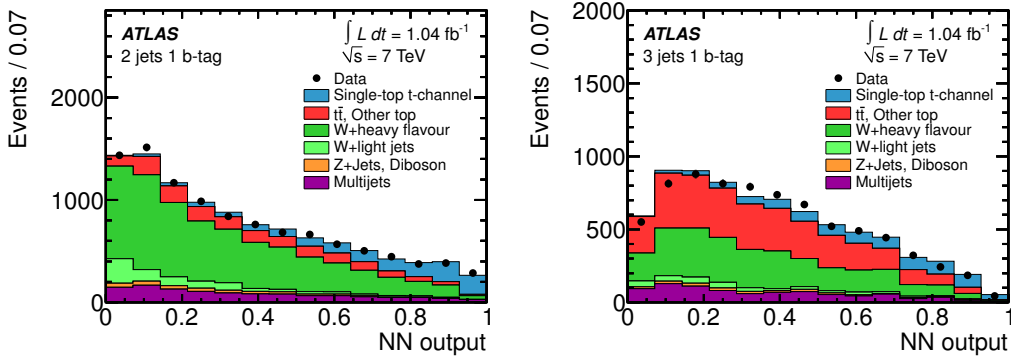 Events / 0.07
2000
1000
0
ATLAS
2 jets 1 b-tag
∫ L dt = 1.04 fb⁻¹
√s = 7 TeV
Data
Single-top t-channel
tt̄, Other top
W+heavy flavour
W+light jets
Z+Jets, Diboson
Multijets
0 0.2 0.4 0.6 0.8 1
NN output
Events / 0.07
2000
1500
1000
500
0
ATLAS
3 jets 1 b-tag
∫ L dt = 1.04 fb⁻¹
√s = 7 TeV
Data
Single-top t-channel
tt̄, Other top
W+heavy flavour
W+light jets
Z+Jets, Diboson
Multijets
0 0.2 0.4 0.6 0.8 1
NN output